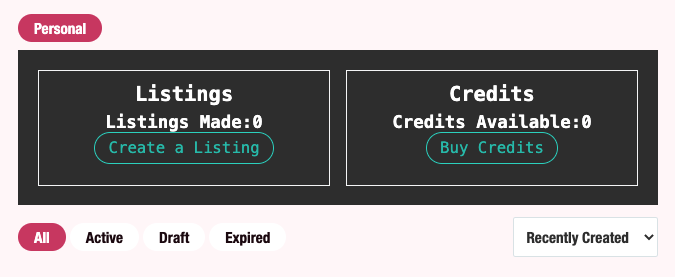 Personal
Listings
Listings Made:0
Create a Listing
Credits
Credits Available:0
Buy Credits
All
Active
Draft
Expired
Recently Created